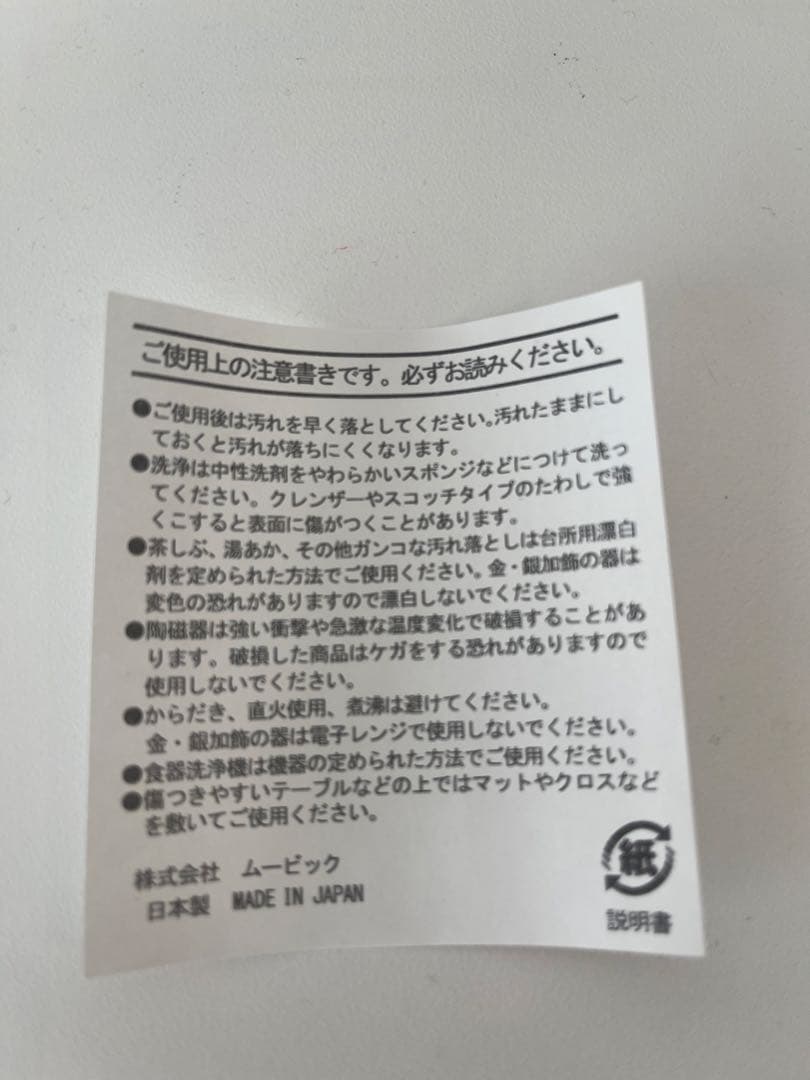 ご使用上の注意書きです。必ずお読みください。
●ご使用後は汚れを早く落としてください。汚れたままにし
ておくと汚れが落ちにくくなります。
●洗浄は中性洗剤をやわらかいスポンジなどにつけて洗っ
てください。クレンザーやスコッチタイプのたわしで強
くこすると表面に傷がつくことがあります。
●茶しぶ、湯あか、その他ガンコな汚れ落としは台所用漂白
剤を定められた方法でご使用ください。金・銀加飾の器は
変色の恐れがありますので漂白しないでください。
●陶磁器は強い衝撃や急激な温度変化で破損することがあ
ります。破損した商品はケガをする恐れがありますので
使用しないでください。
●からだき、直火使用、煮沸は避けてください。
金・銀加飾の器は電子レンジで使用しないでください。
●食器洗浄機は機器の定められた方法でご使用ください。
●傷つきやすいテーブルなどの上ではマットやクロスなど
を敷いてご使用ください。
株式会社 ムービック
日本製 MADE IN JAPAN
紙
説明書